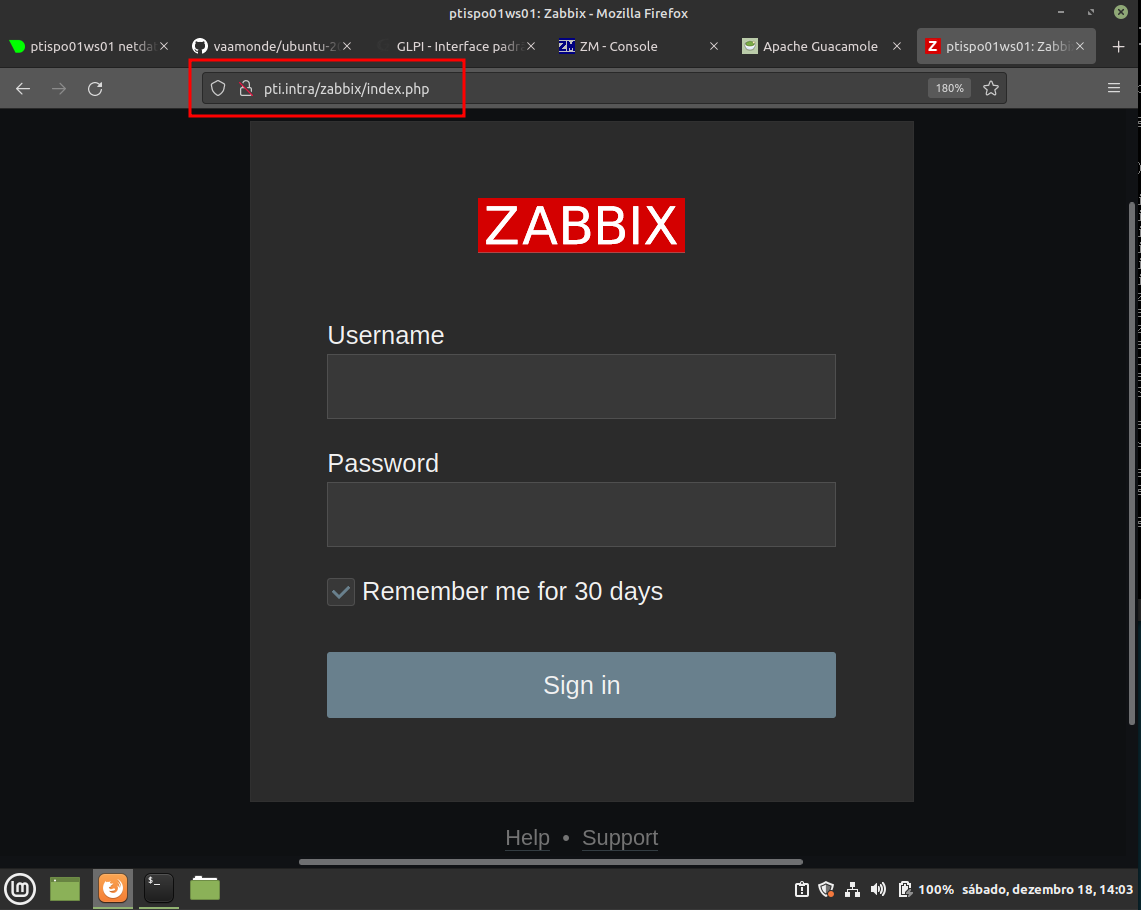 ptispo01ws01: Zabbix - Mozilla Firefox
ptispo01ws01 netda
vaamonde/ubuntu-20
GLPI - Interface padra
ZM - Console
Apache Guacamole
Z
ptispo01ws01: Zabbi
pti.intra/zabbix/index.php
180%
ZABBIX
Username
Password
Remember me for 30 days
Sign in
Help • Support
100% sábado, dezembro 18, 14:03